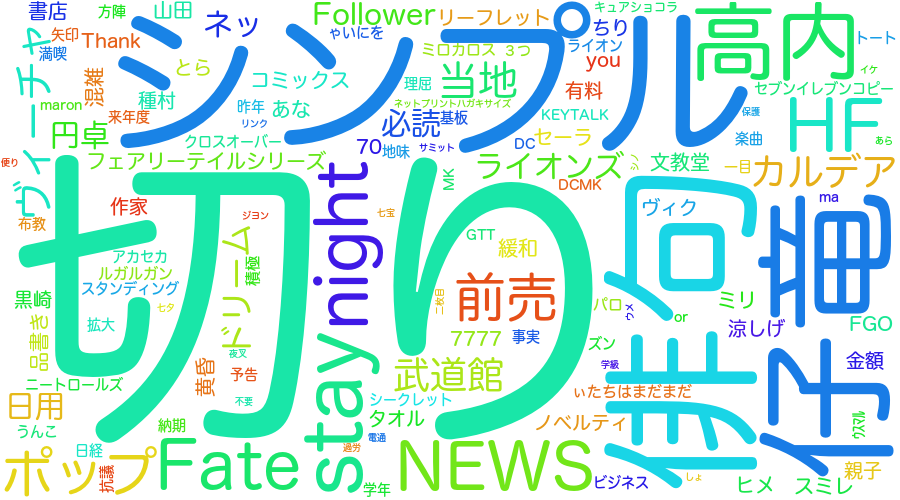 書店
方陣
山田
ネッ
Follower
リーフレット
ちり
キュアショコラ
高内
矢印
Thank
満喫
ゃいにを
ミロカロス
3つ
ライオン
トート
シンプル
とら
コミックス
理屈
当地
you
イケ
混雑
種村
昨年
あな
ネットプリントハガキサイズ
有料
セブンイレブンコピー
maron
来年度
リンク
必読
基板
KEYTALK
保護
HF
ヴィーチャ
円卓
クロスオーバー
70
地味
サミット
DC
セーラ
楽曲
あら
便り
フェアリーテイルシリーズ
ライオンズ
文教堂
シノ
一目
カルデア
切り
night
MK
DCMK
作家
ジヨン
七宝
俳句
ヴィク
ma
竜
布教
ドリーム
GTT
緩和
アカセカ
積極
ルガルガン
スタンディング
前売
二枚目
パロ
ウメ
ミリ
黒崎
七夕
or
涼しげ
FGO
品書き
拡大
stay
7777
事実
ズン
仔
夜叉
黄昏
予告
武道館
学級
金額
ニートロールズ
不要
シークレット
ぃたちはまだまだ
日用
タオル
ノベルティ
ウスマル
うんこ
納期
Fate
NEWS
日経
過労
電通
ポップ
抗議
学年
ビジネス
しょ
ヒメ
スミレ
親子